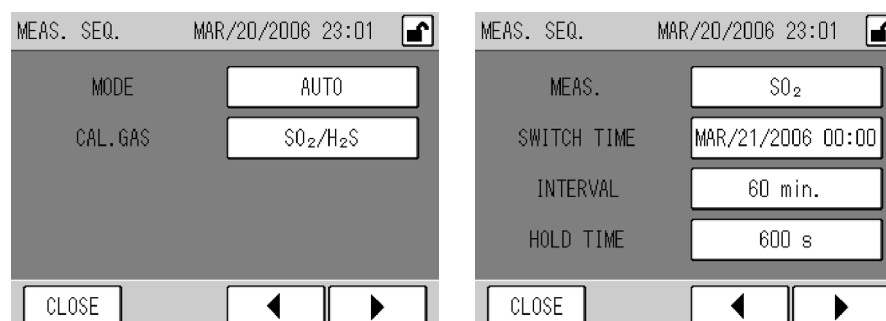 MEAS. SEQ. MAR/20/2006 23:01
MODE AUTO
CAL.GAS SO₂/H₂S
CLOSE
MEAS. SEQ. MAR/20/2006 23:01
MEAS. SO₂
SWITCH TIME MAR/21/2006 00:00
INTERVAL 60 min.
HOLD TIME 600 s
CLOSE